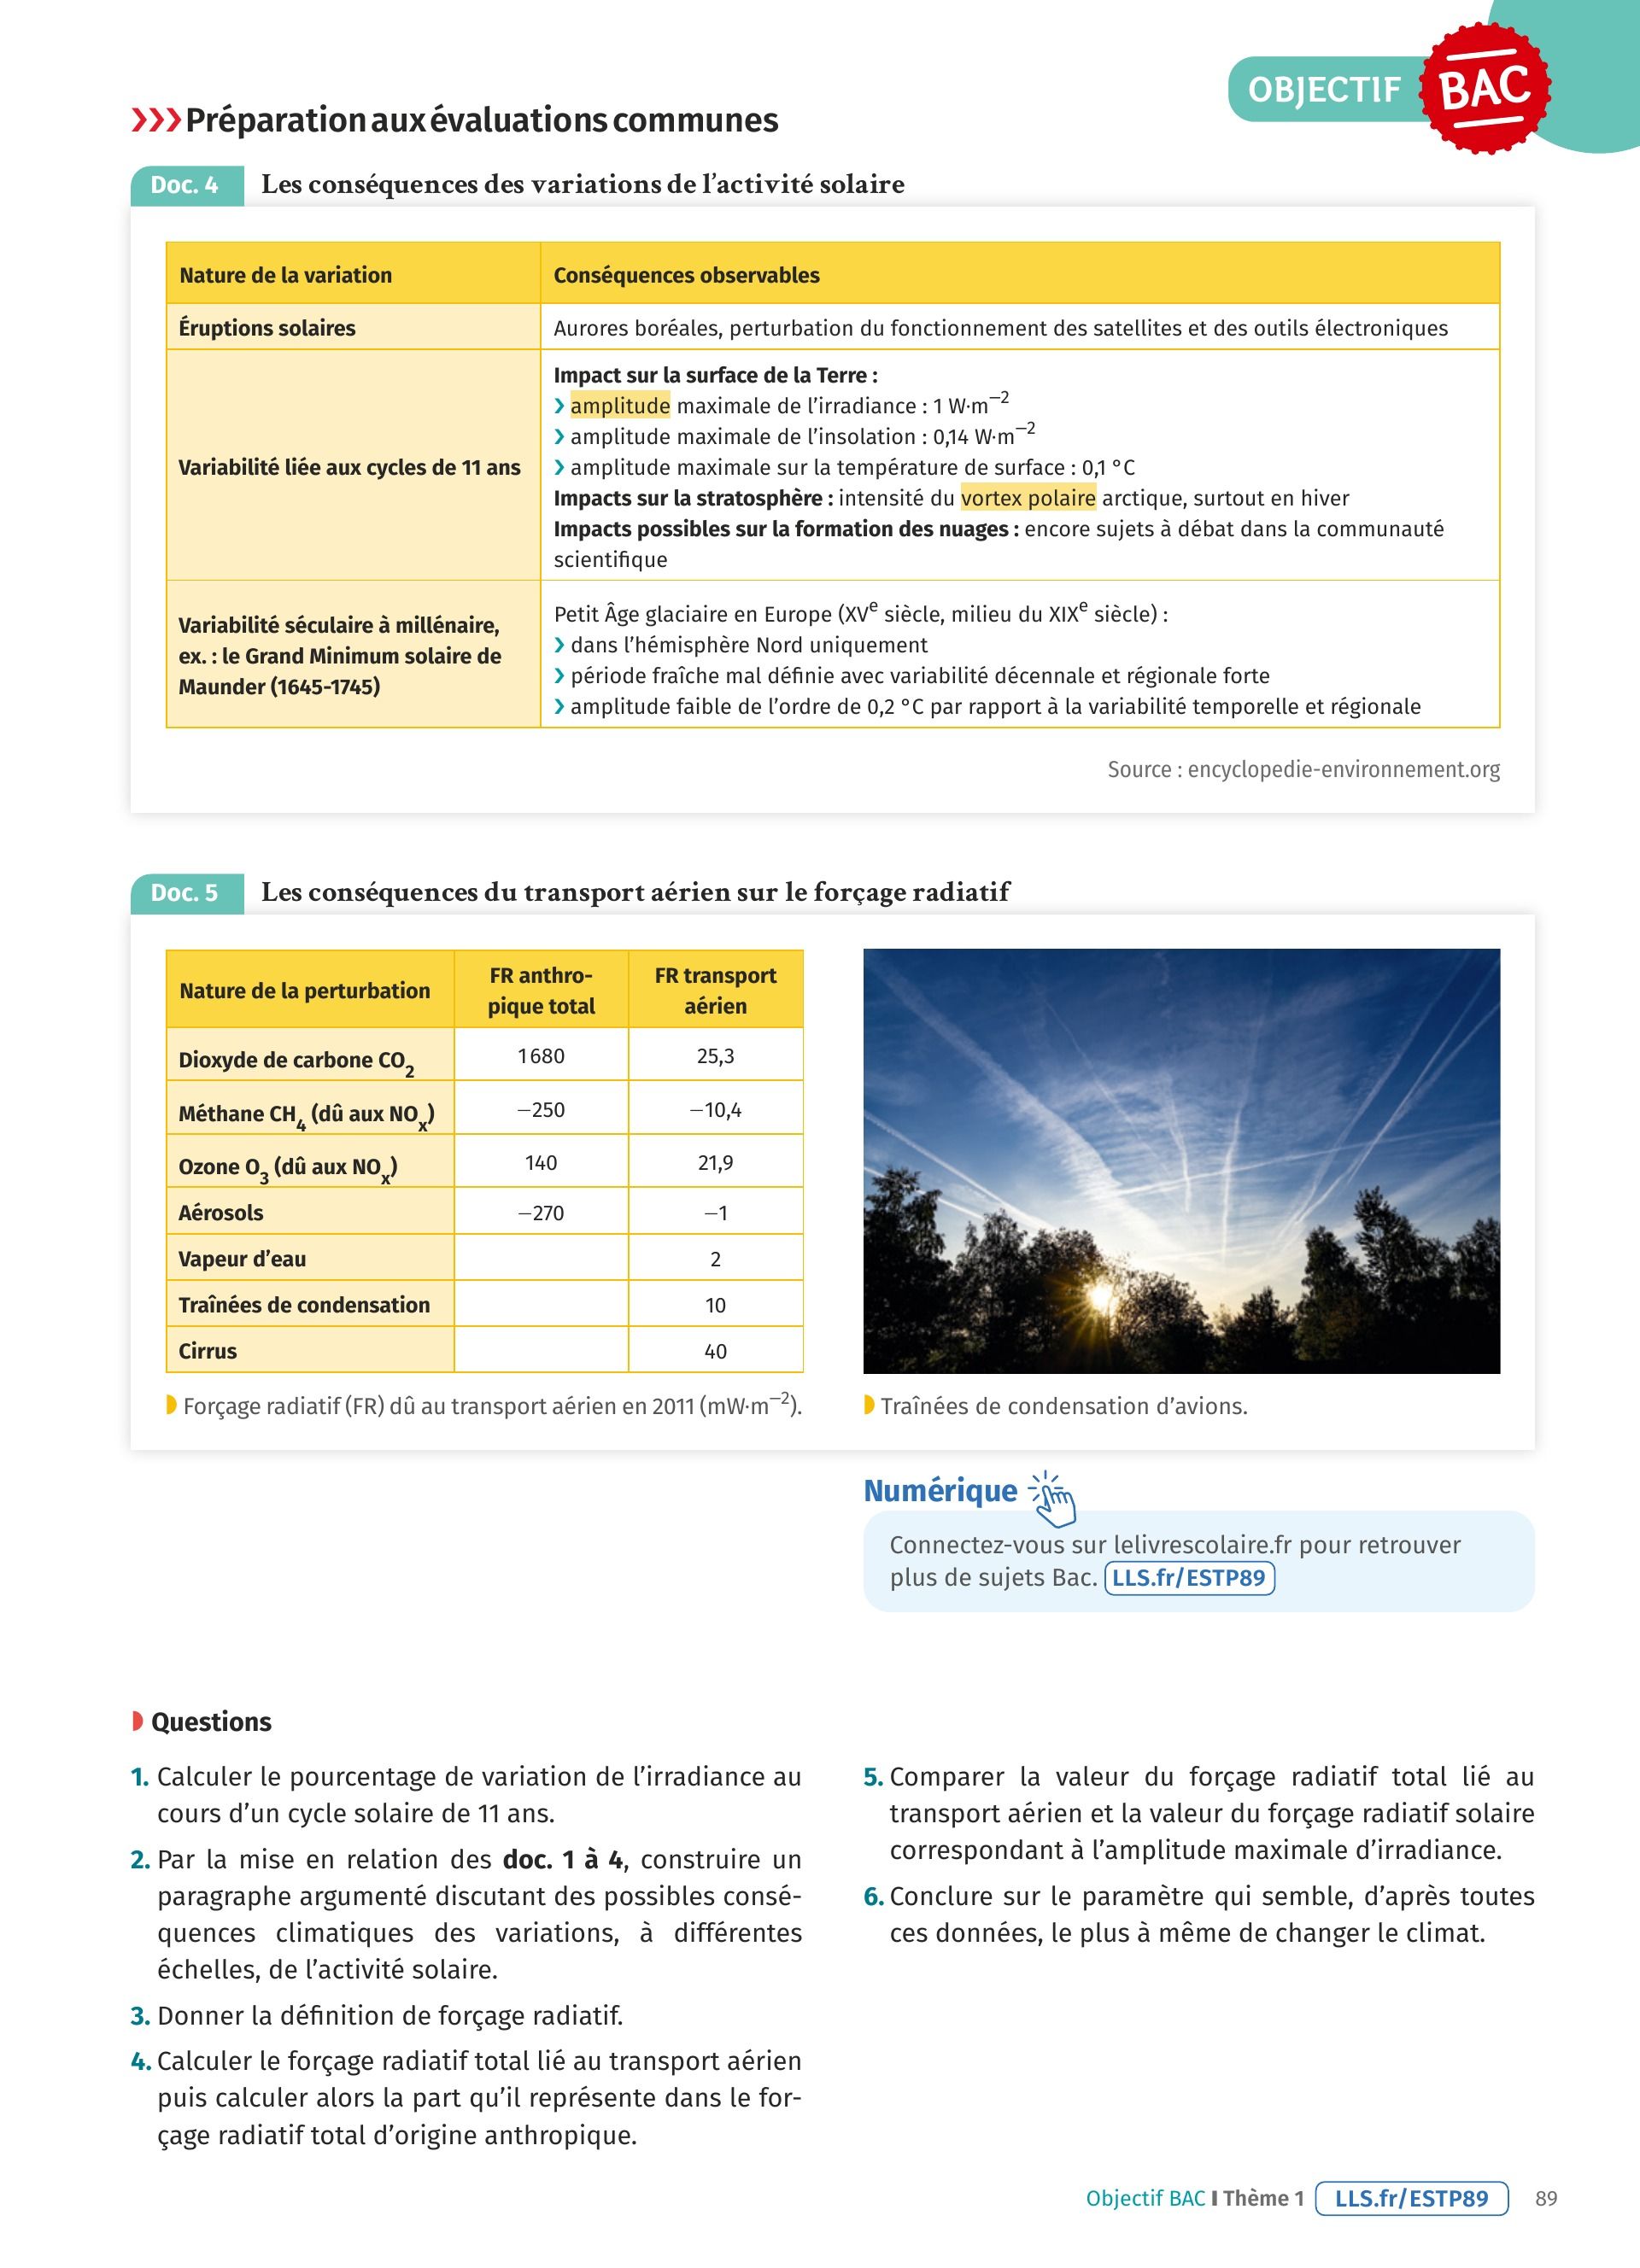 OBJECTIF BAC
›››Préparation aux évaluations communes
Doc. 4 Les conséquences des variations de l'activité solaire
Nature de la variation
Conséquences observables
Éruptions solaires
Aurores boréales, perturbation du fonctionnement des satellites et des outils électroniques
Variabilité liée aux cycles de 11 ans
Impact sur la surface de la Terre :
› amplitude maximale de l'irradiance : 1 W·m⁻²
› amplitude maximale de l'insolation : 0,14 W·m⁻²
› amplitude maximale sur la température de surface : 0,1 °C
Impacts sur la stratosphère : intensité du vortex polaire arctique, surtout en hiver
Impacts possibles sur la formation des nuages : encore sujets à débat dans la communauté
scientifique
Variabilité séculaire à millénaire,
ex. : le Grand Minimum solaire de
Maunder (1645-1745)
Petit Âge glaciaire en Europe (XVe siècle, milieu du XIXe siècle) :
› dans l'hémisphère Nord uniquement
› période fraîche mal définie avec variabilité décennale et régionale forte
› amplitude faible de l'ordre de 0,2 °C par rapport à la variabilité temporelle et régionale
Source : encyclopedie-environnement.org
Doc. 5 Les conséquences du transport aérien sur le forçage radiatif
Nature de la perturbation
FR anthro-
pique total
FR transport
aérien
Dioxyde de carbone CO₂ 1680 25,3
Méthane CH₄ (dû aux NOₓ) −250 −10,4
Ozone O₃ (dû aux NOₓ) 140 21,9
Aérosols −270 −1
Vapeur d'eau 2
Traînées de condensation 10
Cirrus 40
Forçage radiatif (FR) dû au transport aérien en 2011 (mW·m⁻²).
Traînées de condensation d'avions.
Numérique
Connectez-vous sur lelivrescolaire.fr pour retrouver
plus de sujets Bac. LLS.fr/ESTP89
Questions
1. Calculer le pourcentage de variation de l'irradiance au
cours d'un cycle solaire de 11 ans.
2. Par la mise en relation des doc. 1 à 4, construire un
paragraphe argumenté discutant des possibles consé-
quences climatiques des variations, à différentes
échelles, de l'activité solaire.
3. Donner la définition de forçage radiatif.
4. Calculer le forçage radiatif total lié au transport aérien
puis calculer alors la part qu'il représente dans le for-
çage radiatif total d'origine anthropique.
5. Comparer la valeur du forçage radiatif total lié au
transport aérien et la valeur du forçage radiatif solaire
correspondant à l'amplitude maximale d'irradiance.
6. Conclure sur le paramètre qui semble, d'après toutes
ces données, le plus à même de changer le climat.
Objectif BAC I Thème 1 LLS.fr/ESTP89 89